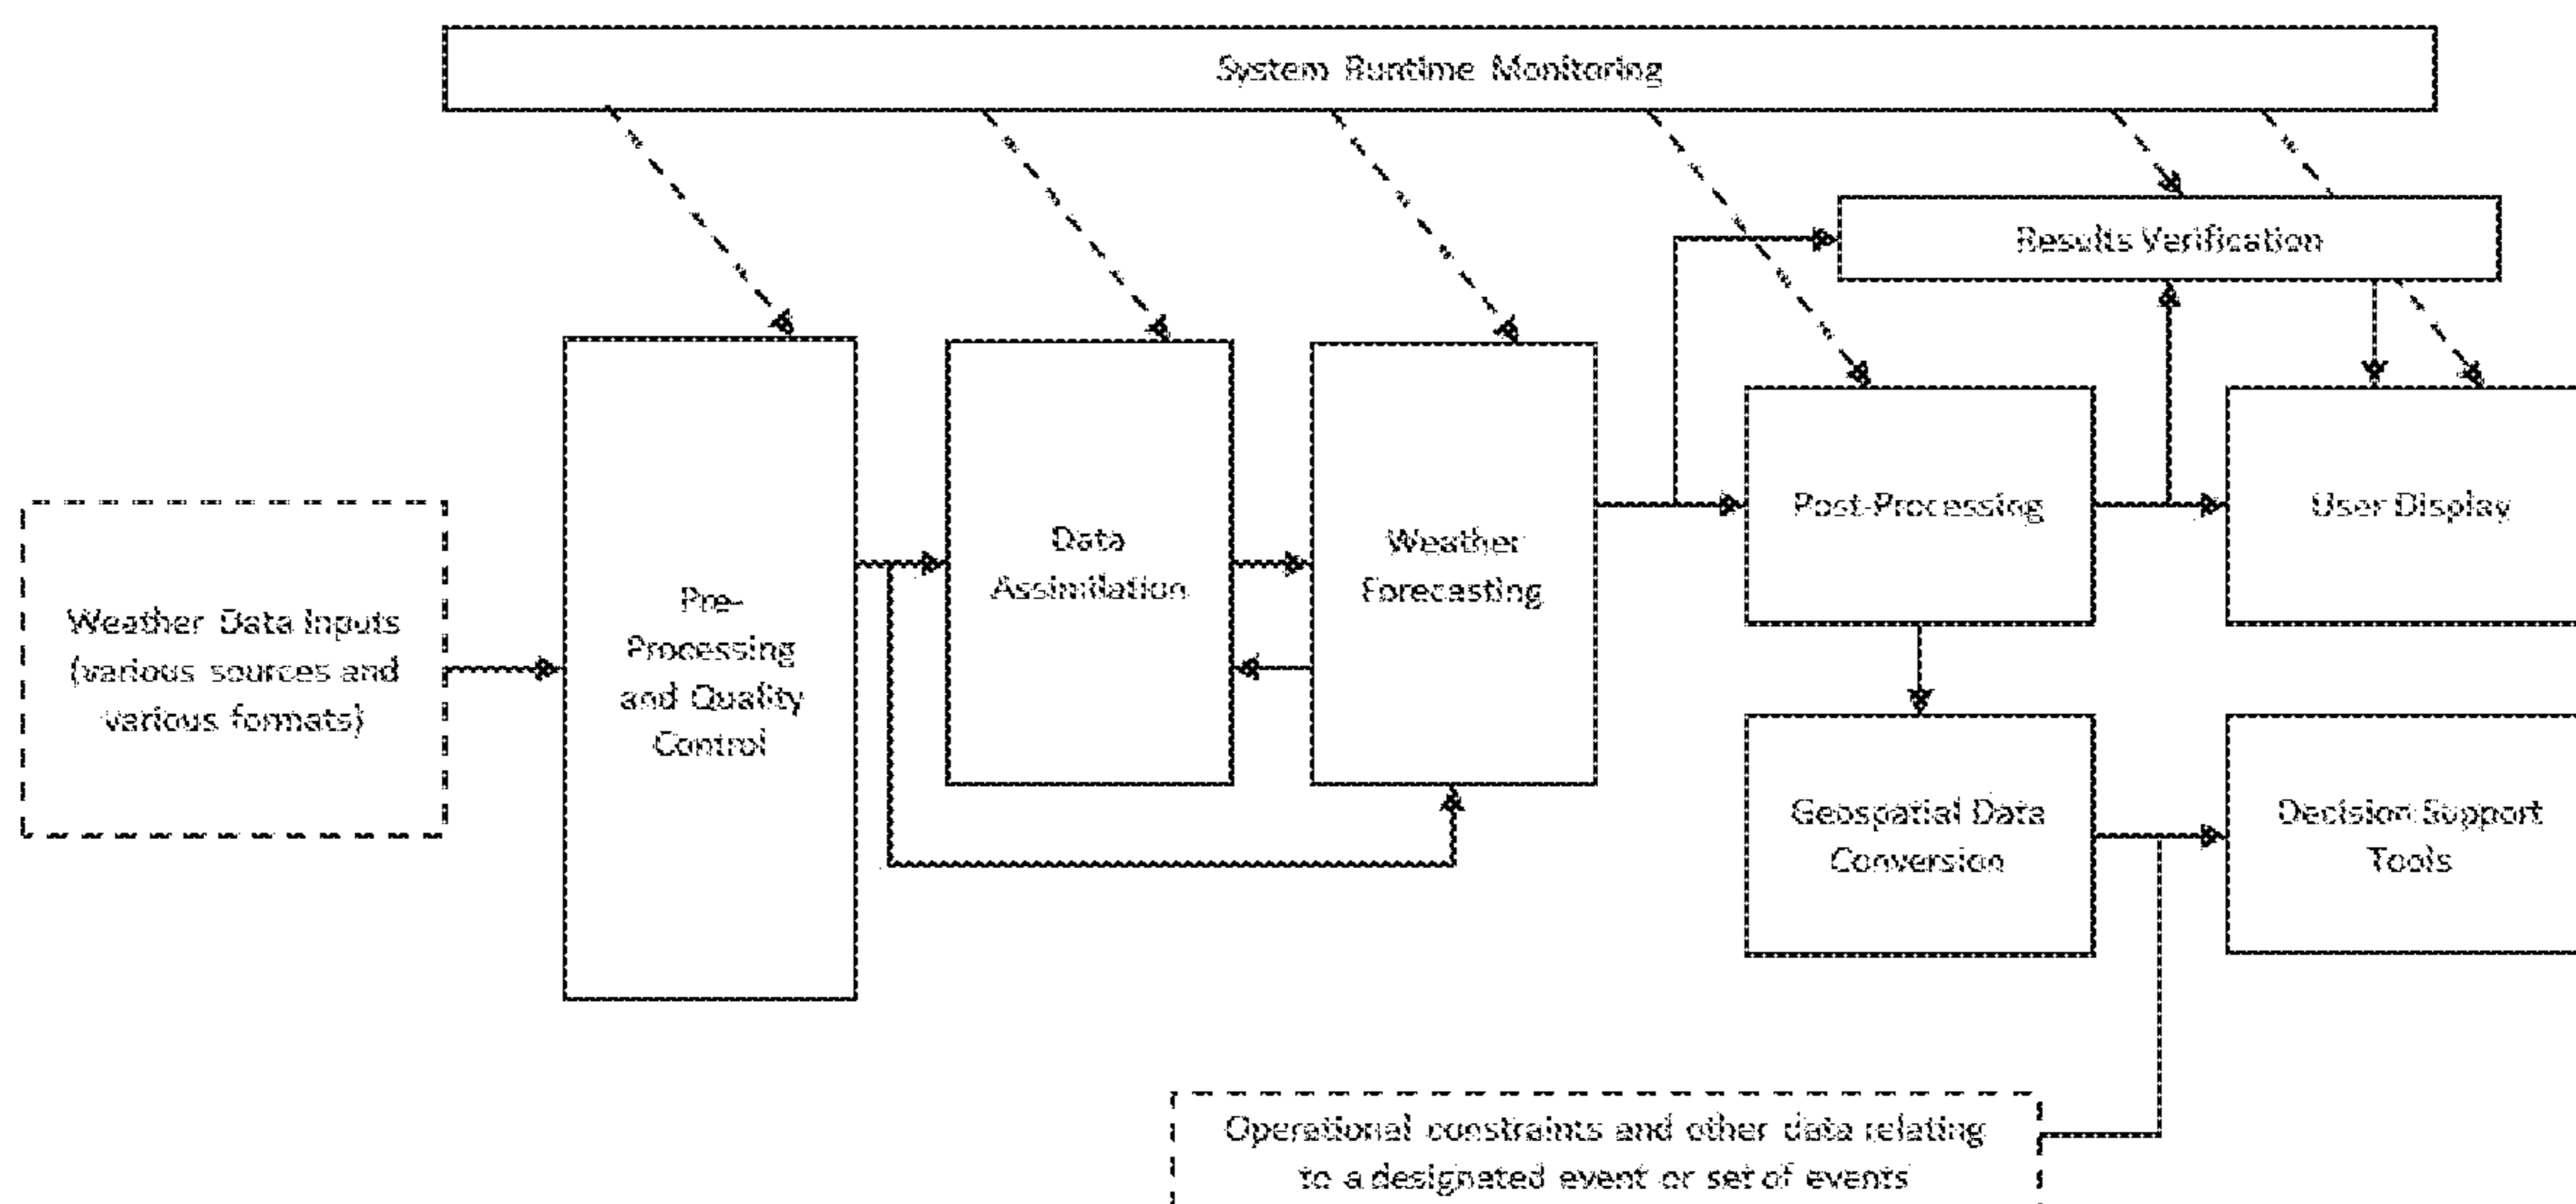 System Runtime Monitoring
Results Verification
Weather Data Inputs
(various sources and
various formats)
Pre-
Processing
and Quality
Control
Data
Assimilation
Weather
Forecasting
Post-Processing
User Display
Geospatial Data
Conversion
Decision Support
Tools
Operational constraints and other data relating
to a designated event or set of events